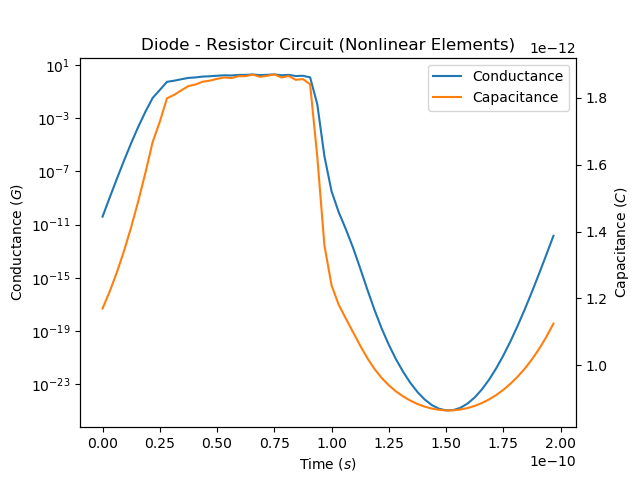 Diode - Resistor Circuit (Nonlinear Elements)
1e−12
Conductance
Capacitance
10¹
10⁻³
10⁻⁷
10⁻¹¹
10⁻¹⁵
10⁻¹⁹
10⁻²³
Conductance (G)
1.8
1.6
1.4
1.2
1.0
Capacitance (C)
0.00
0.25
0.50
0.75
1.00
1.25
1.50
1.75
2.00
Time (s)
1e−10